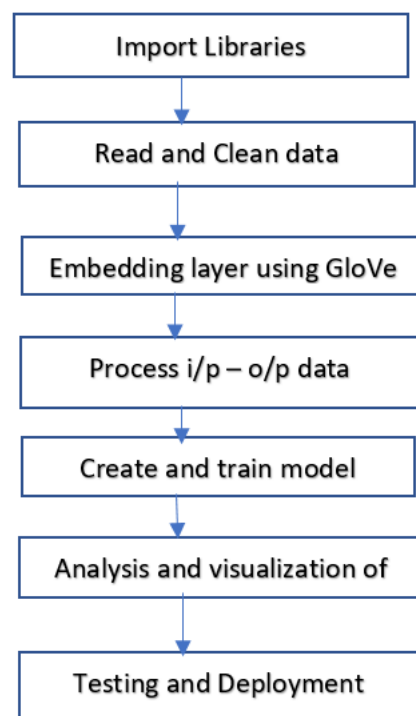 Import Libraries
Read and Clean data
Embedding layer using GloVe
Process i/p – o/p data
Create and train model
Analysis and visualization of
Testing and Deployment